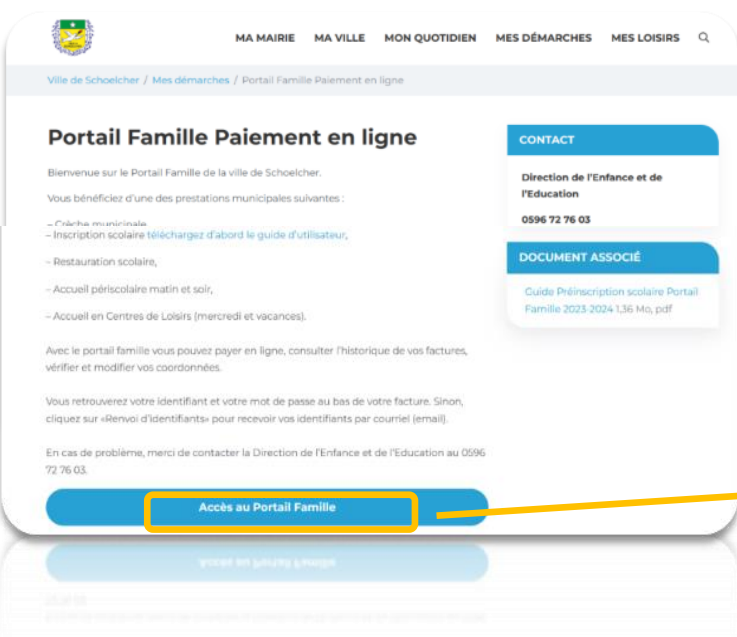 MA MAIRIE MA VILLE MON QUOTIDIEN MES DÉMARCHES MES LOISIRS
Ville de Schoelcher / Mes démarches / Portail Famille Paiement en ligne
Portail Famille Paiement en ligne
Bienvenue sur le Portail Famille de la ville de Schoelcher.
Vous bénéficiez d'une des prestations municipales suivantes :
– Crèche municipale
– Inscription scolaire téléchargez d'abord le guide d'utilisateur,
– Restauration scolaire,
– Accueil périscolaire matin et soir,
– Accueil en Centres de Loisirs (mercredi et vacances).
Avec le portail famille vous pouvez payer en ligne, consulter l'historique de vos factures,
vérifier et modifier vos coordonnées.
Vous retrouverez votre identifiant et votre mot de passe au bas de votre facture. Sinon,
cliquez sur «Renvoi d'identifiants» pour recevoir vos identifiants par courriel (email).
En cas de problème, merci de contacter la Direction de l'Enfance et de l'Education au 0596
72 76 03.
Accès au Portail Famille
CONTACT
Direction de l'Enfance et de
l'Education
0596 72 76 03
DOCUMENT ASSOCIÉ
Guide Préinscription scolaire Portail
Famille 2023-2024 1,36 Mo, pdf